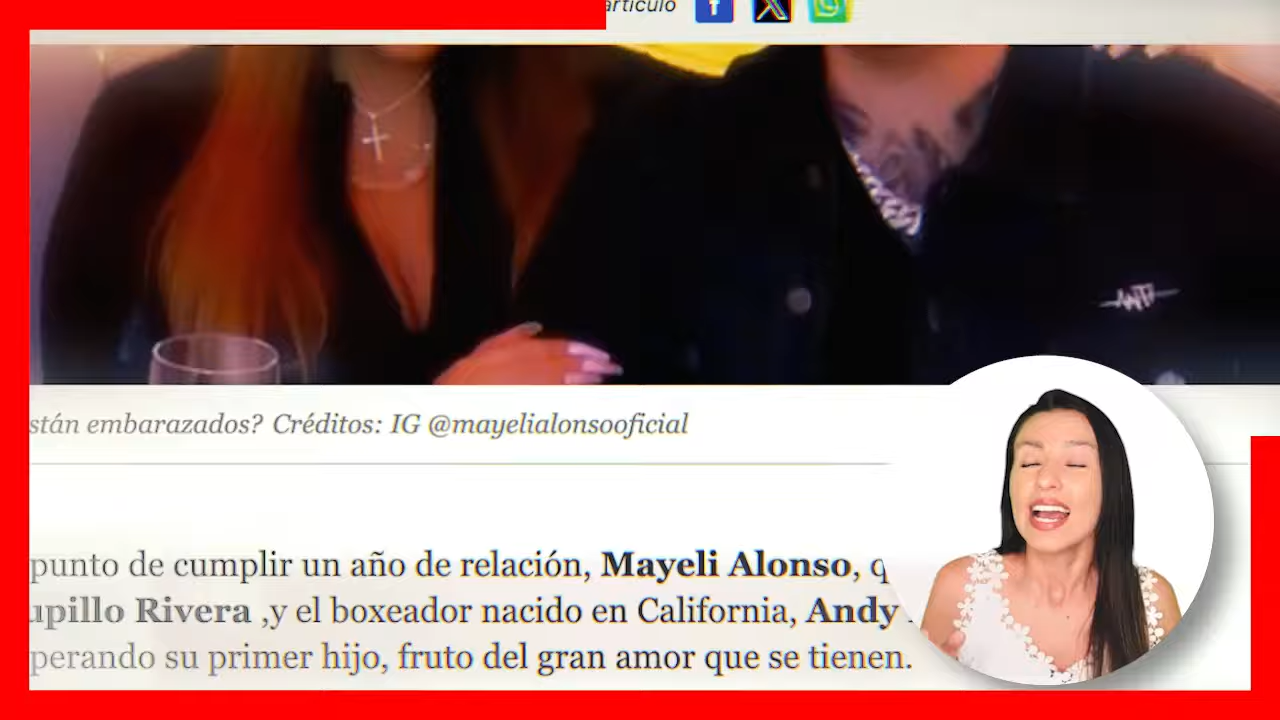 artículo
stán embarazados? Créditos: IG @mayelialonsooficial
punto de cumplir un año de relación, Mayeli Alonso, q
upillo Rivera ,y el boxeador nacido en California, Andy
perando su primer hijo, fruto del gran amor que se tienen.